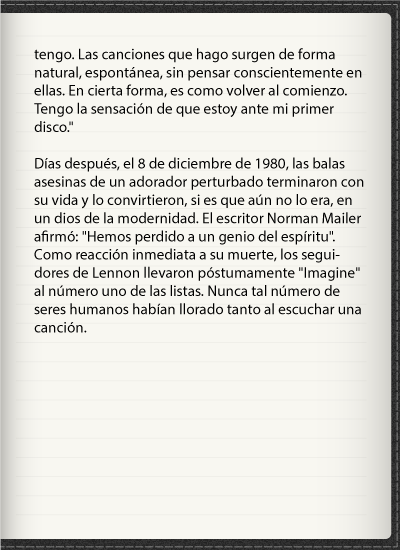 tengo. Las canciones que hago surgen de forma
natural, espontánea, sin pensar conscientemente en
ellas. En cierta forma, es como volver al comienzo.
Tengo la sensación de que estoy ante mi primer
disco."
Días después, el 8 de diciembre de 1980, las balas
asesinas de un adorador perturbado terminaron con
su vida y lo convirtieron, si es que aún no lo era, en
un dios de la modernidad. El escritor Norman Mailer
afirmó: "Hemos perdido a un genio del espíritu".
Como reacción inmediata a su muerte, los segui-
dores de Lennon llevaron póstumamente "Imagine"
al número uno de las listas. Nunca tal número de
seres humanos habían llorado tanto al escuchar una
canción.